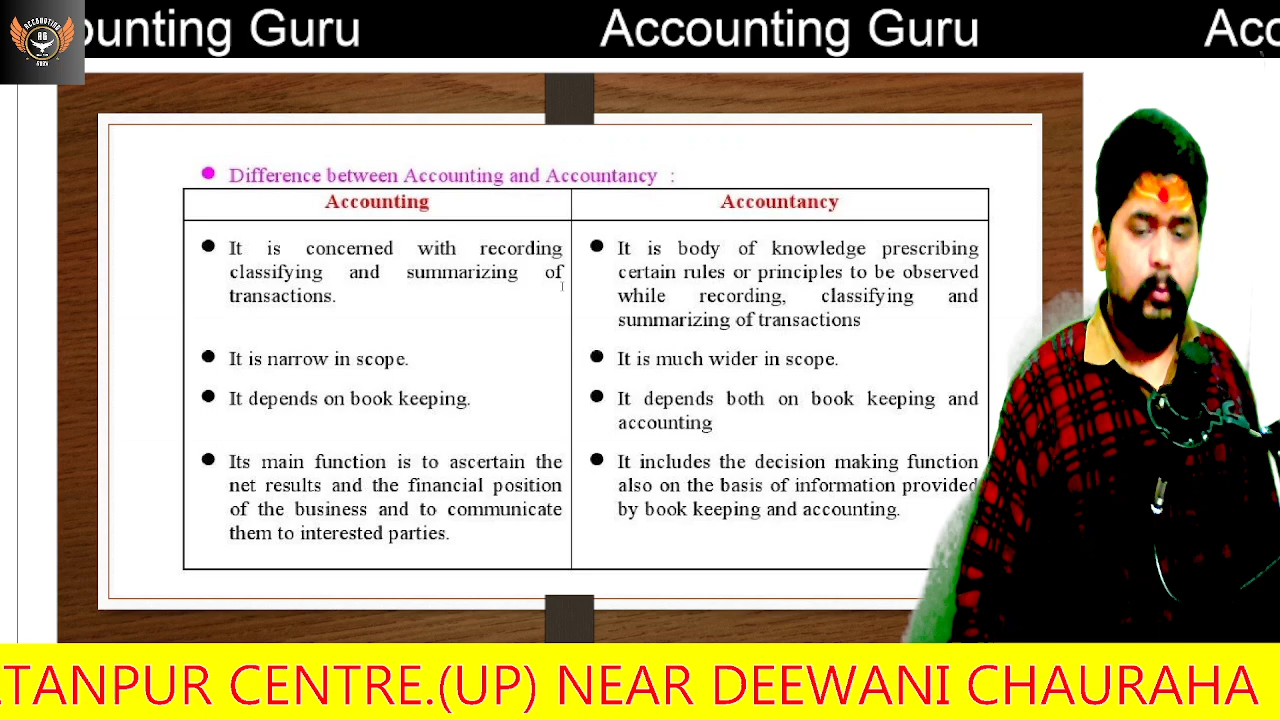 ounting Guru Accounting Guru Acc
ACCOUNTING
AG
GURU
Difference between Accounting and Accountancy :
Accounting
Accountancy
It is concerned with recording
classifying and summarizing of
transactions.
It is narrow in scope.
It depends on book keeping.
Its main function is to ascertain the
net results and the financial position
of the business and to communicate
them to interested parties.
It is body of knowledge prescribing
certain rules or principles to be observed
while recording, classifying and
summarizing of transactions
It is much wider in scope.
It depends both on book keeping and
accounting
It includes the decision making function
also on the basis of information provided
by book keeping and accounting.
TANPUR CENTRE.(UP) NEAR DEEWANI CHAURAHA